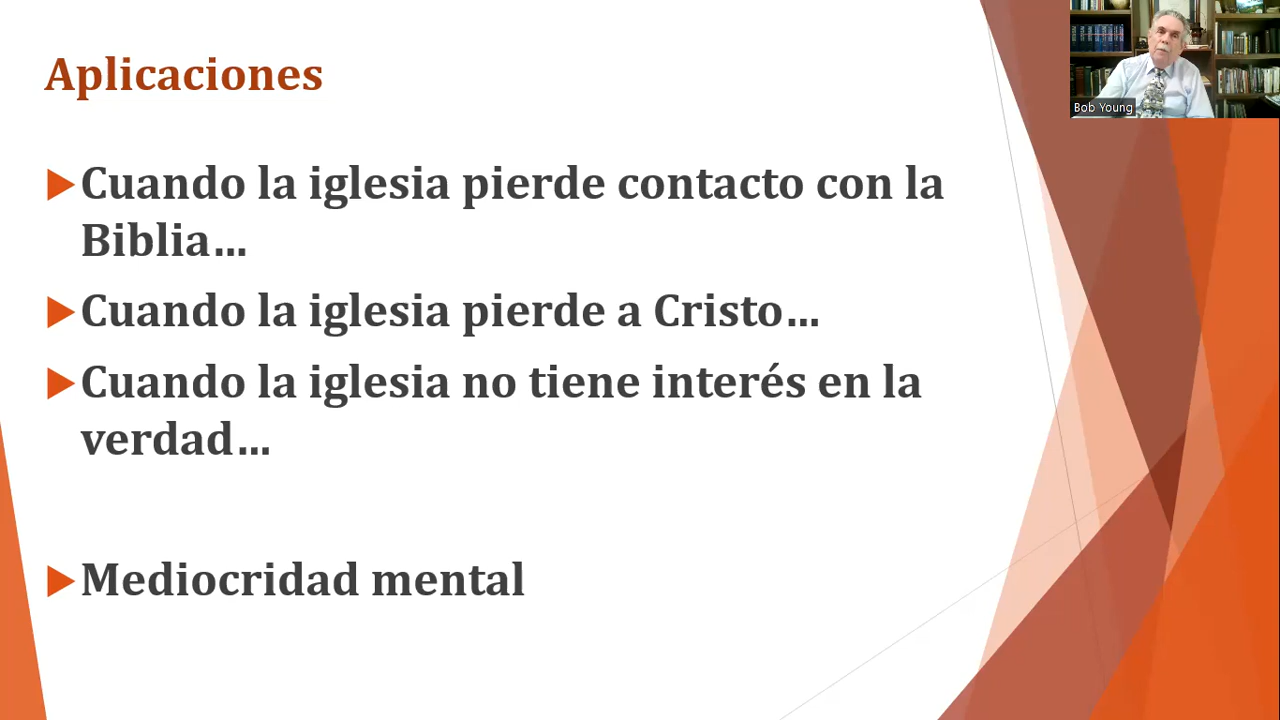 Aplicaciones
Cuando la iglesia pierde contacto con la
Biblia...
Cuando la iglesia pierde a Cristo...
Cuando la iglesia no tiene interés en la
verdad...
Mediocridad mental
Bob Young